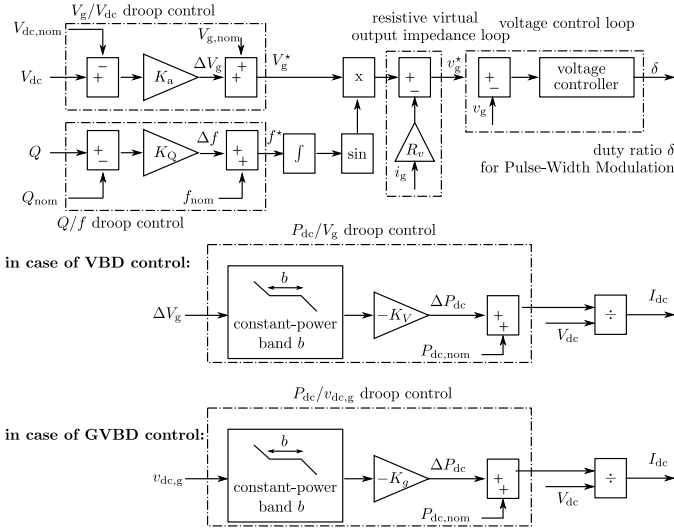 V_g/V_dc droop control
resistive virtual
output impedance loop
voltage control loop
V_dc,nom
V_g,nom
V_dc
−
+
K_a
ΔV_g
+
+
V_g^⋆
x
+
−
v_g^⋆
+
−
voltage
controller
δ
v_g
Q
+
−
K_Q
Δf
+
+
f^⋆
∫
sin
R_v
i_g
Q_nom
f_nom
duty ratio δ
for Pulse-Width Modulation
Q/f droop control
P_dc/V_g droop control
in case of VBD control:
b
ΔV_g
constant-power
band b
−K_V
ΔP_dc
+
+
P_dc,nom
V_dc
÷
I_dc
P_dc/v_dc,g droop control
in case of GVBD control:
b
v_dc,g
constant-power
band b
−K_g
ΔP_dc
+
+
P_dc,nom
V_dc
÷
I_dc